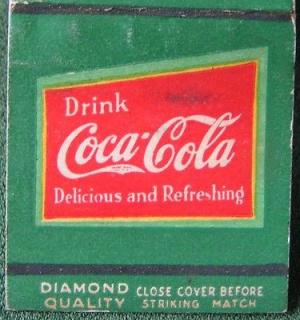 Drink
Coca-Cola
Delicious and Refreshing
DIAMOND CLOSE COVER BEFORE
QUALITY STRIKING MATCH